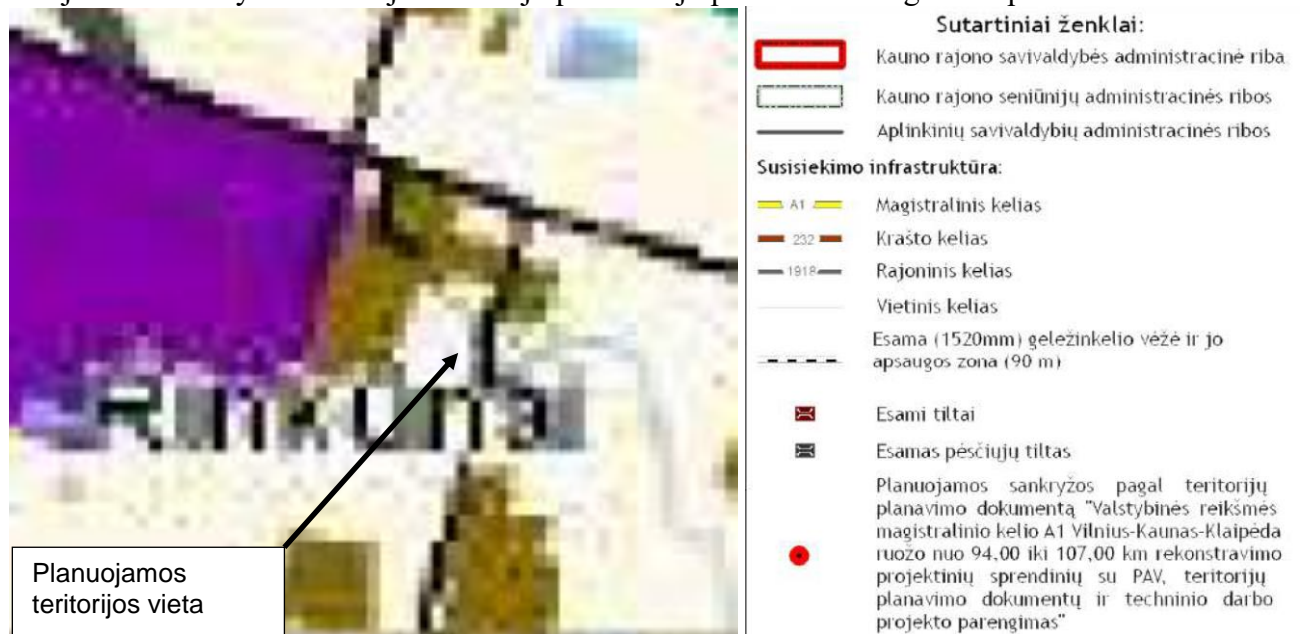 Planuojamos
teritorijos vieta
Sutartiniai ženklai:
Kauno rajono savivaldybės administracinė riba
Kauno rajono seniūnijų administracinės ribos
Aplinkinių savivaldybių administracinės ribos
Susisiekimo infrastruktūra:
A1 Magistralinis kelias
232 Krašto kelias
1918 Rajoninis kelias
Vietinis kelias
Esama (1520mm) geležinkelio vėžė ir jo
apsaugos zona (90 m)
Esami tiltai
Esamas pėsčiųjų tiltas
Planuojamos sankryžos pagal teritorijų
planavimo dokumentą "Valstybinės reikšmės
magistralinio kelio A1 Vilnius-Kaunas-Klaipėda
ruožo nuo 94,00 iki 107,00 km rekonstravimo
projektinių sprendinių su PAV, teritorijų
planavimo dokumentų ir techninio darbo
projekto parengimas"